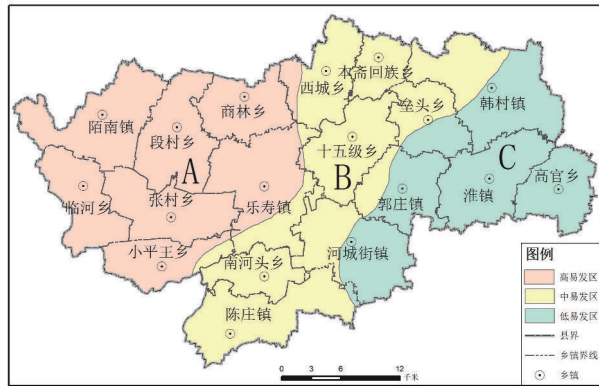 西城乡
本斋回族乡
商林乡
韩村镇
垒头乡
陌南镇
段村乡
十五级乡
A
B
C
高官乡
淮镇
张村乡
临河乡
乐寿镇
郭庄镇
小平王乡
南河头乡
河城街镇
陈庄镇
图例
高易发区
中易发区
低易发区
县界
乡镇界线
乡镇
0 3 6 12
千米